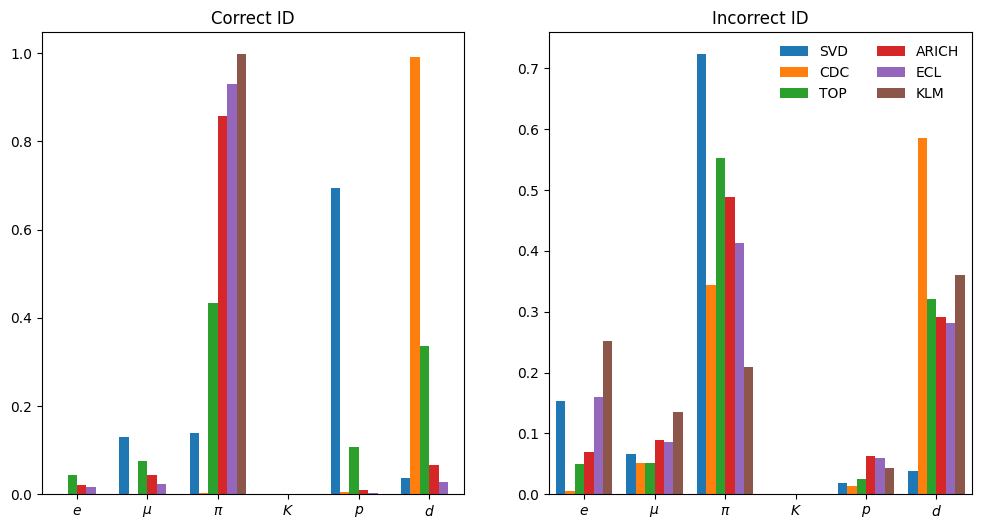 Correct ID
1.0
0.8
0.6
0.4
0.2
0.0
e μ π K p d
Incorrect ID
0.7
0.6
0.5
0.4
0.3
0.2
0.1
0.0
e μ π K p d
SVD
CDC
TOP
ARICH
ECL
KLM